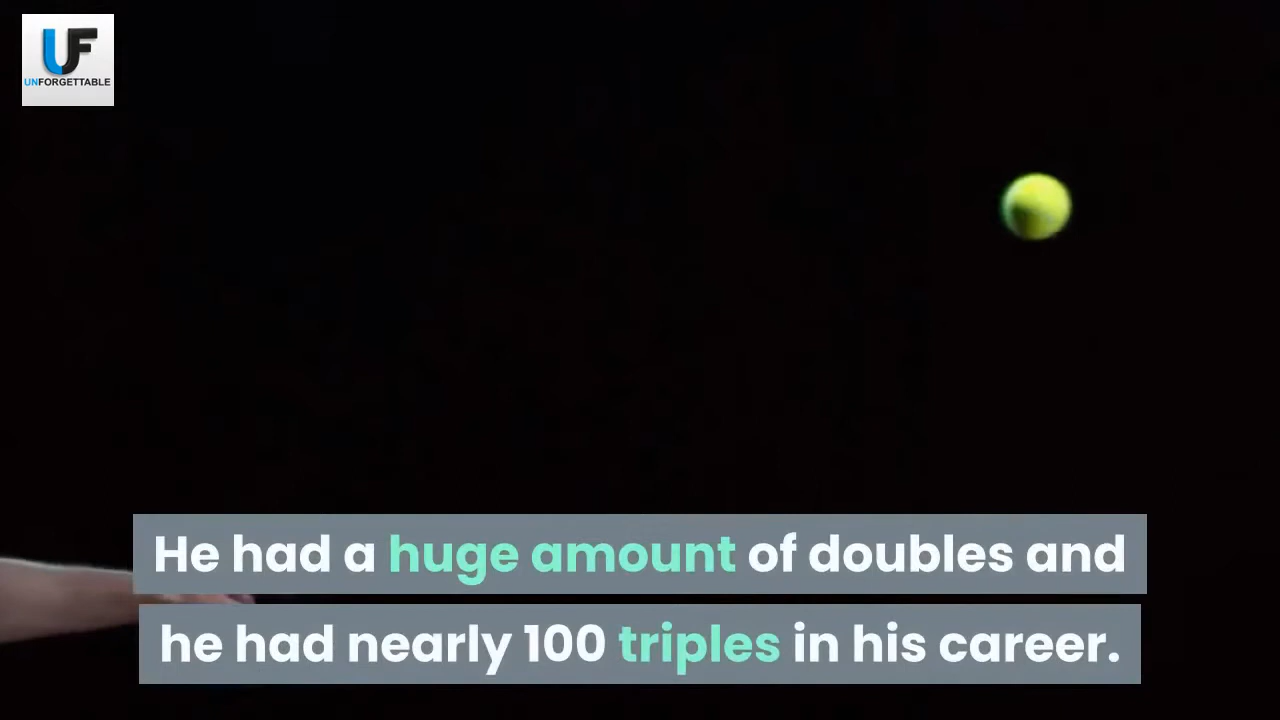 UF
UNFORGETTABLE
He had a huge amount of doubles and
he had nearly 100 triples in his career.